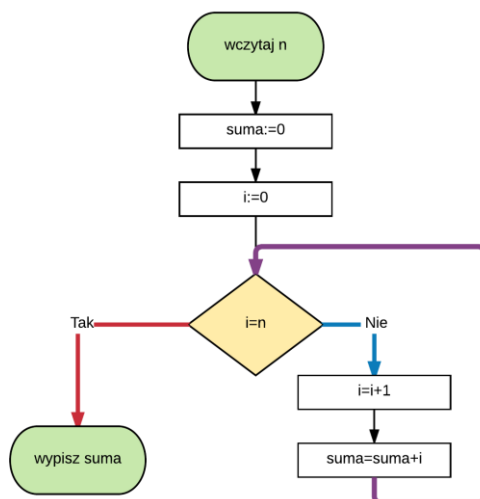 wczytaj n
suma:=0
i:=0
i=n
Tak
Nie
i=i+1
suma=suma+i
wypisz suma